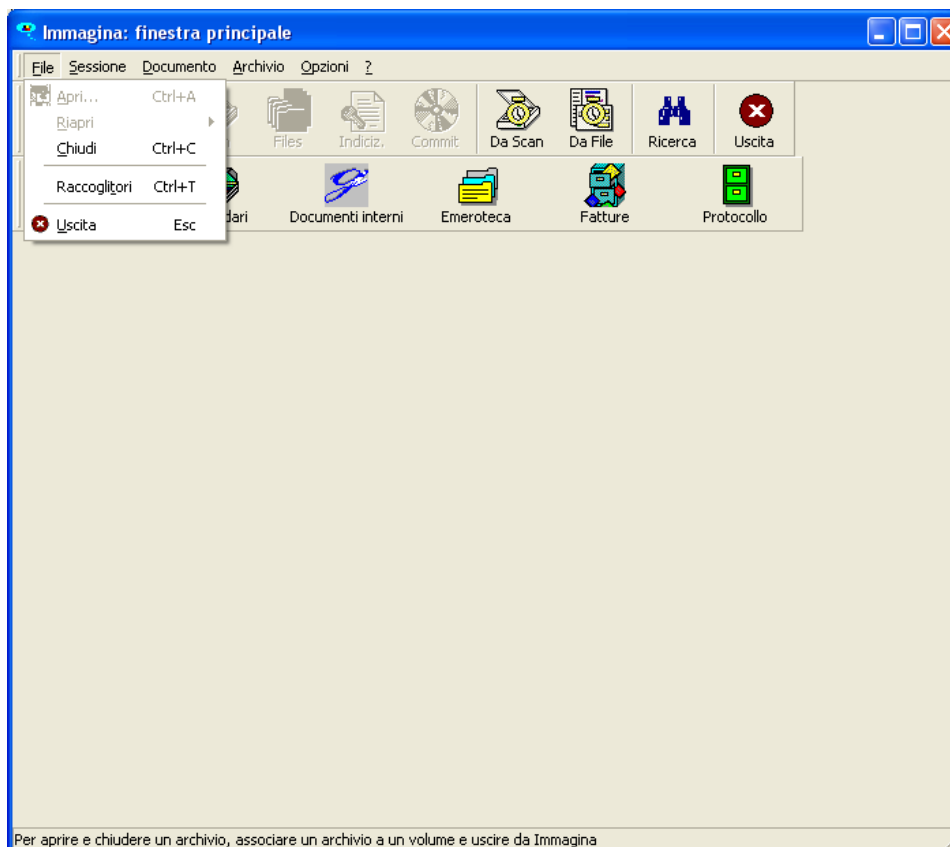 Immagina: finestra principale
File Sessione Documento Archivio Opzioni ?
Apri... Ctrl+A
Riapri
Chiudi Ctrl+C
Raccoglitori Ctrl+T
Uscita Esc
Files Indiciz. Commit Da Scan Da File Ricerca Uscita
dari Documenti interni Emeroteca Fatture Protocollo
Per aprire e chiudere un archivio, associare un archivio a un volume e uscire da Immagina